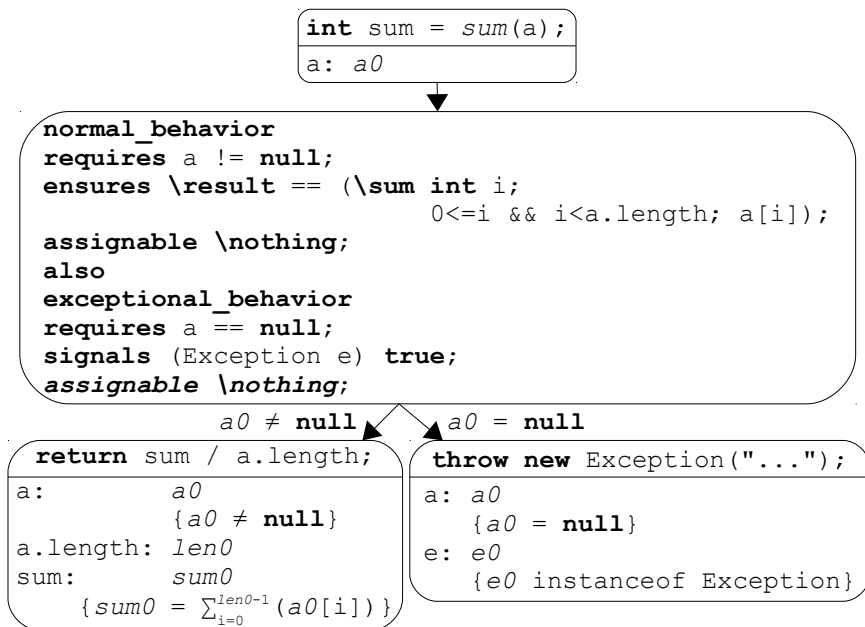 int sum = sum(a);
a: a0
normal_behavior
requires a != null;
ensures \result == (\sum int i;
0<=i && i<a.length; a[i]);
assignable \nothing;
also
exceptional_behavior
requires a == null;
signals (Exception e) true;
assignable \nothing;
a0 ≠ null
a0 = null
return sum / a.length;
a: a0
{a0 ≠ null}
a.length: len0
sum: sum0
{sum0 = ∑_{i=0}^{len0-1}(a0[i])}
throw new Exception("...");
a: a0
{a0 = null}
e: e0
{e0 instanceof Exception}